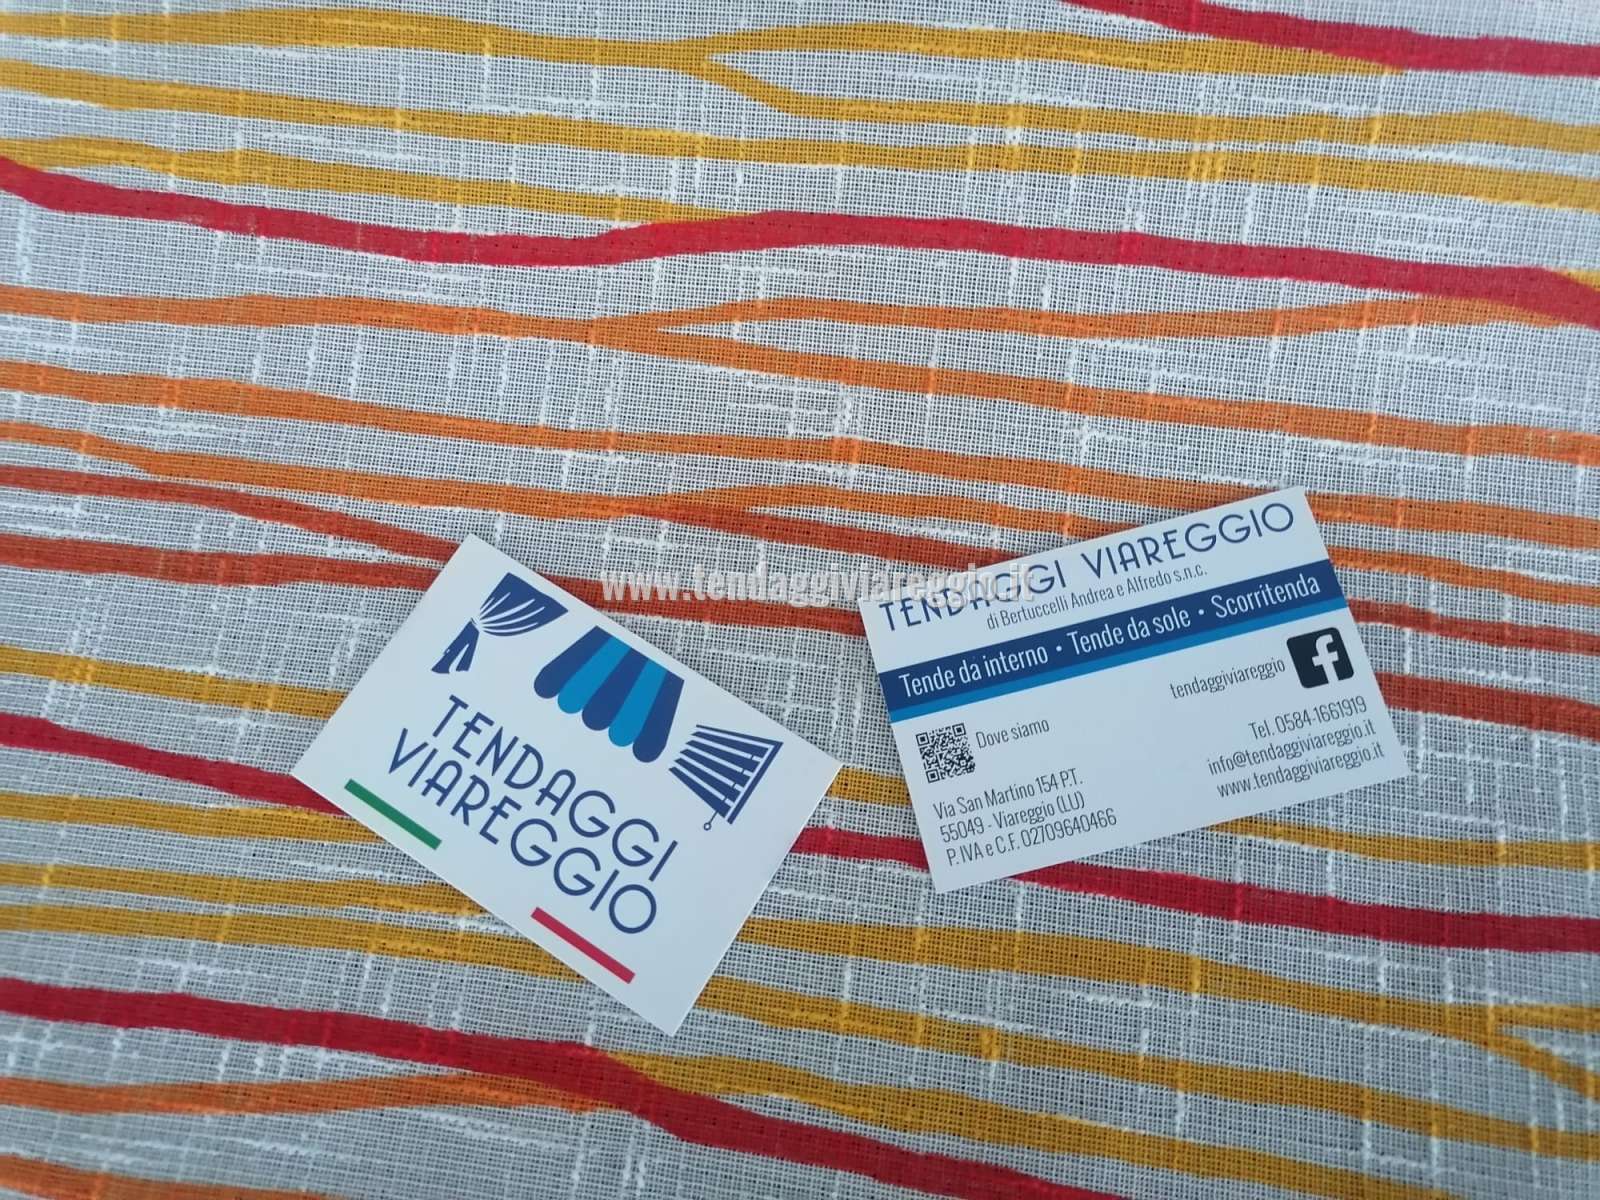 www.tendaggiviareggio.it
TENDAGGI
VIAREGGIO
TENDAGGI VIAREGGIO
di Bertuccelli Andrea e Alfredo s.n.c.
Tende da interno • Tende da sole • Scorritenda
tendaggiviareggio
Dove siamo
Tel. 0584-1661919
info@tendaggiviareggio.it
www.tendaggiviareggio.it
Via San Martino 154 P.T.
55049 - Viareggio (LU)
P. IVA e C.F. 02709640466